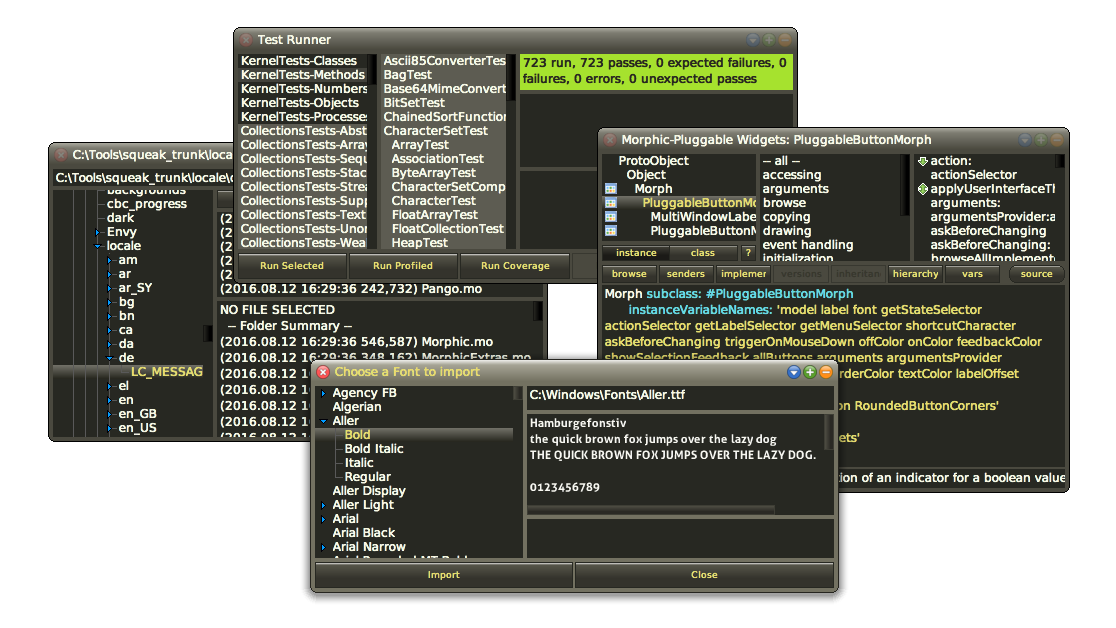 Test Runner
KernelTests-Classes
KernelTests-Methods
KernelTests-Numbers
KernelTests-Objects
KernelTests-Processes
CollectionsTests-Abst
CollectionsTests-Array
CollectionsTests-Sequ
CollectionsTests-Stac
CollectionsTests-Strea
CollectionsTests-Supp
CollectionsTests-Text
CollectionsTests-Unor
CollectionsTests-Wea
Ascii85ConverterTes
BagTest
Base64MimeConvert
BitSetTest
ChainedSortFunction
CharacterSetTest
ArrayTest
AssociationTest
ByteArrayTest
CharacterSetComp
CharacterTest
FloatArrayTest
FloatCollectionTest
HeapTest
723 run, 723 passes, 0 expected failures, 0
failures, 0 errors, 0 unexpected passes
Run Selected
Run Profiled
Run Coverage
C:\Tools\squeak_trunk\loca
C:\Tools\squeak_trunk\locale\d
backgrounds
cbc_progress
dark
Envy
locale
am
ar
ar_SY
bg
bn
ca
da
de
LC_MESSAG
el
en
en_GB
en_US
(2
(2
(2
(2
(2
(2016.08.12 16:29:36 242,732) Pango.mo
NO FILE SELECTED
-- Folder Summary --
(2016.08.12 16:29:36 546,587) Morphic.mo
(2016.08.12 16:29:36 348,162) MorphicExtras.mo
(2016.08.12 1
(2016.08.12 1
(2016.08.12 1
(2016.08.12 1
(2016.08.12 1
Morphic-Pluggable Widgets: PluggableButtonMorph
ProtoObject
Object
Morph
PluggableButtonMo
MultiWindowLabe
PluggableButtonM
instance
class
?
-- all --
accessing
arguments
browse
copying
drawing
event handling
initialization
action:
actionSelector
applyUserInterfaceTh
arguments:
argumentsProvider:a
askBeforeChanging
askBeforeChanging:
browseAllImplement
browse
senders
implemen
versions
inheritan
hierarchy
vars
source
Morph subclass: #PluggableButtonMorph
instanceVariableNames: 'model label font getStateSelector
actionSelector getLabelSelector getMenuSelector shortcutCharacter
askBeforeChanging triggerOnMouseDown offColor onColor feedbackColor
showSelectionFeedback allButtons arguments argumentsProvider
rderColor textColor labelOffset
on RoundedButtonCorners'
ets'
ion of an indicator for a boolean value
Choose a Font to import
Agency FB
Algerian
Aller
Bold
Bold Italic
Italic
Regular
Aller Display
Aller Light
Arial
Arial Black
Arial Narrow
Arial Rounded MT Bold
C:\Windows\Fonts\Aller.ttf
Hamburgefonstiv
the quick brown fox jumps over the lazy dog
THE QUICK BROWN FOX JUMPS OVER THE LAZY DOG.
0123456789
Import
Close